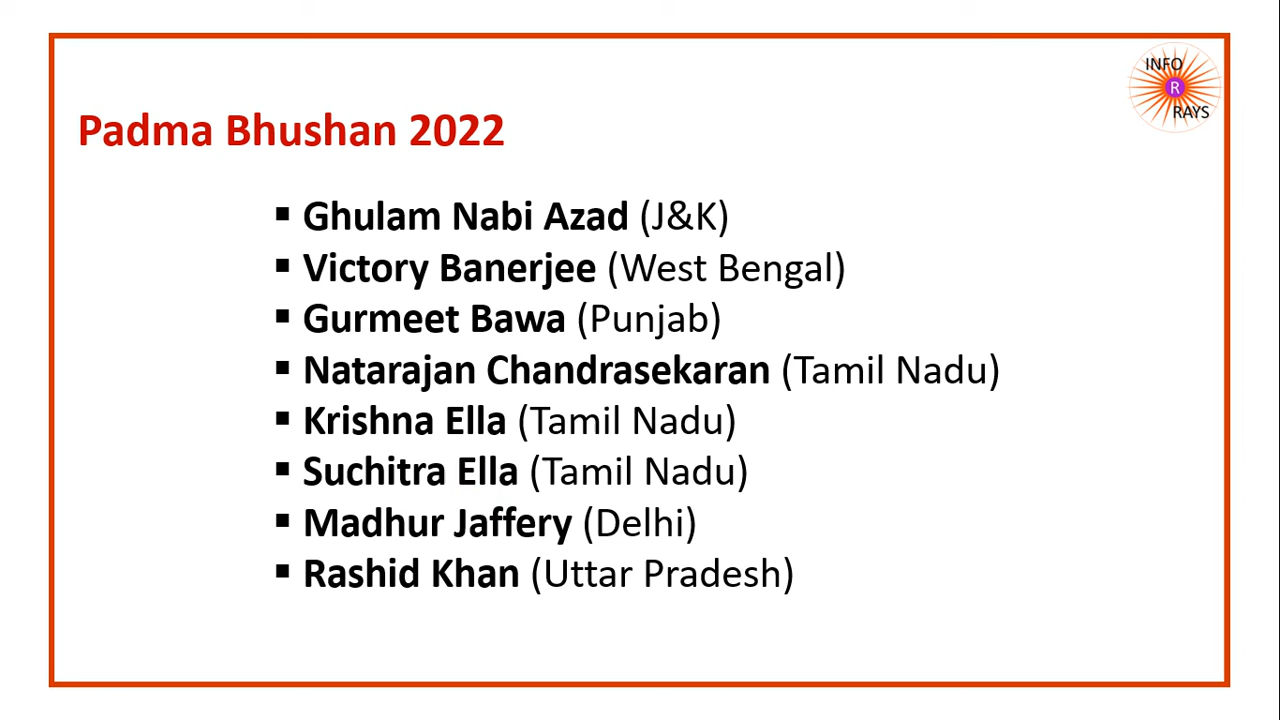 INFO
R
RAYS
Padma Bhushan 2022
▪ Ghulam Nabi Azad (J&K)
▪ Victory Banerjee (West Bengal)
▪ Gurmeet Bawa (Punjab)
▪ Natarajan Chandrasekaran (Tamil Nadu)
▪ Krishna Ella (Tamil Nadu)
▪ Suchitra Ella (Tamil Nadu)
▪ Madhur Jaffery (Delhi)
▪ Rashid Khan (Uttar Pradesh)